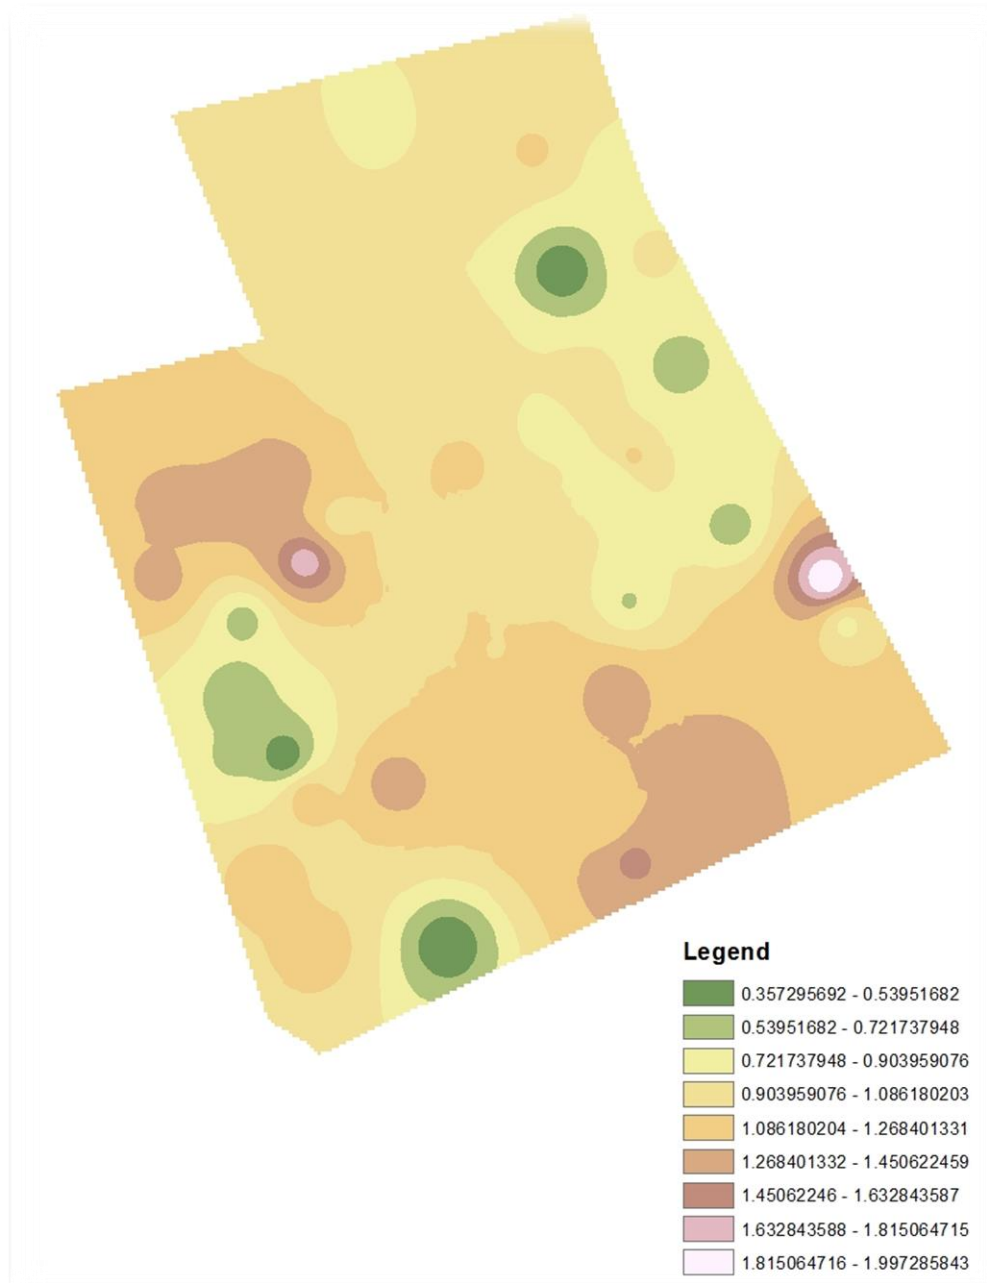 Legend
0.357295692 - 0.53951682
0.53951682 - 0.721737948
0.721737948 - 0.903959076
0.903959076 - 1.086180203
1.086180204 - 1.268401331
1.268401332 - 1.450622459
1.45062246 - 1.632843587
1.632843588 - 1.815064715
1.815064716 - 1.997285843